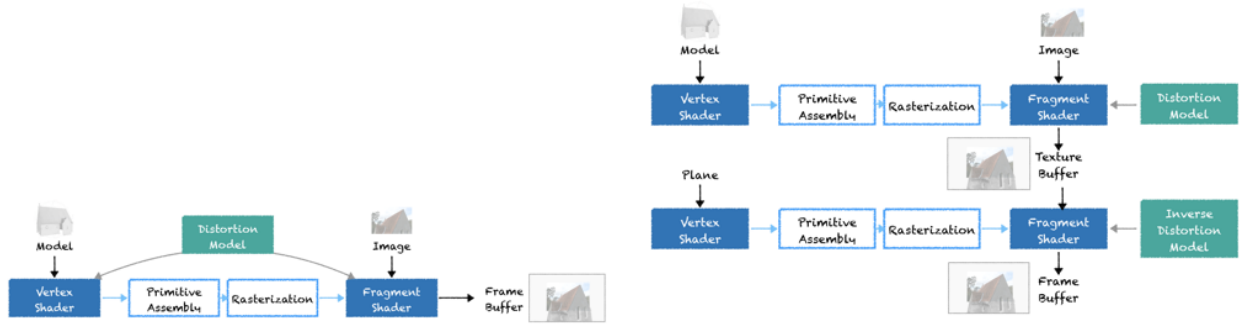 Model
Distortion
Model
Image
Vertex
Shader
Primitive
Assembly
Rasterization
Fragment
Shader
Frame
Buffer
Model
Image
Vertex
Shader
Primitive
Assembly
Rasterization
Fragment
Shader
Distortion
Model
Texture
Buffer
Plane
Vertex
Shader
Primitive
Assembly
Rasterization
Fragment
Shader
Inverse
Distortion
Model
Frame
Buffer